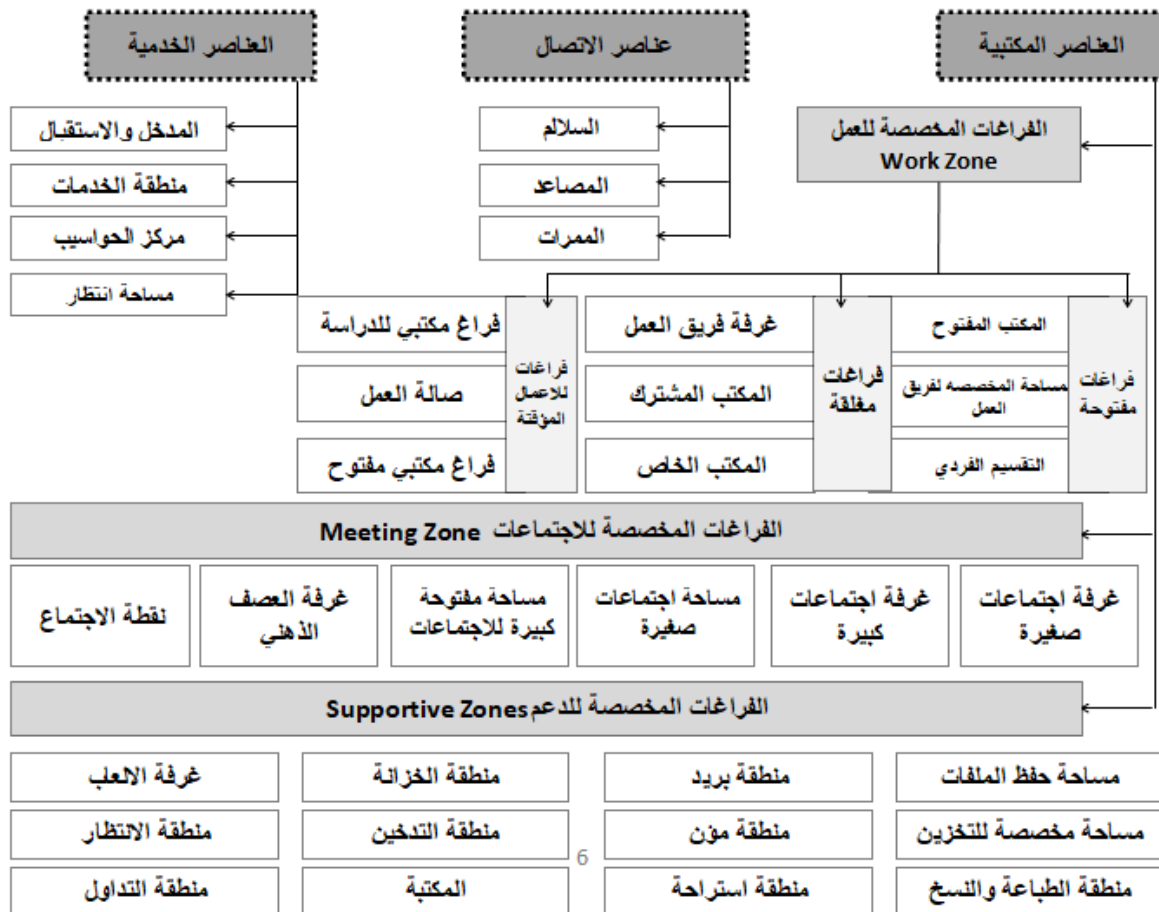 العناصر المكتبية
عناصر الاتصال
العناصر الخدمية
الفراغات المخصصة للعمل
Work Zone
السلالم
المصاعد
الممرات
المدخل والاستقبال
منطقة الخدمات
مركز الحواسيب
مساحة انتظار
فراغات
مفتوحة
المكتب المفتوح
مساحة المخصصه لفريق
العمل
التقسيم الفردي
فراغات
مغلقة
غرفة فريق العمل
المكتب المشترك
المكتب الخاص
فراغات
للاعمال
المؤقتة
فراغ مكتبي للدراسة
صالة العمل
فراغ مكتبي مفتوح
الفراغات المخصصة للاجتماعات Meeting Zone
غرفة اجتماعات
صغيرة
غرفة اجتماعات
كبيرة
مساحة اجتماعات
صغيرة
مساحة مفتوحة
كبيرة للاجتماعات
غرفة العصف
الذهني
نقطة الاجتماع
الفراغات المخصصة للدعم Supportive Zones
مساحة حفظ الملفات
منطقة بريد
منطقة الخزانة
غرفة الالعاب
مساحة مخصصة للتخزين
منطقة مؤن
منطقة التدخين
منطقة الانتظار
منطقة الطباعة والنسخ
منطقة استراحة
المكتبة
منطقة التداول
6